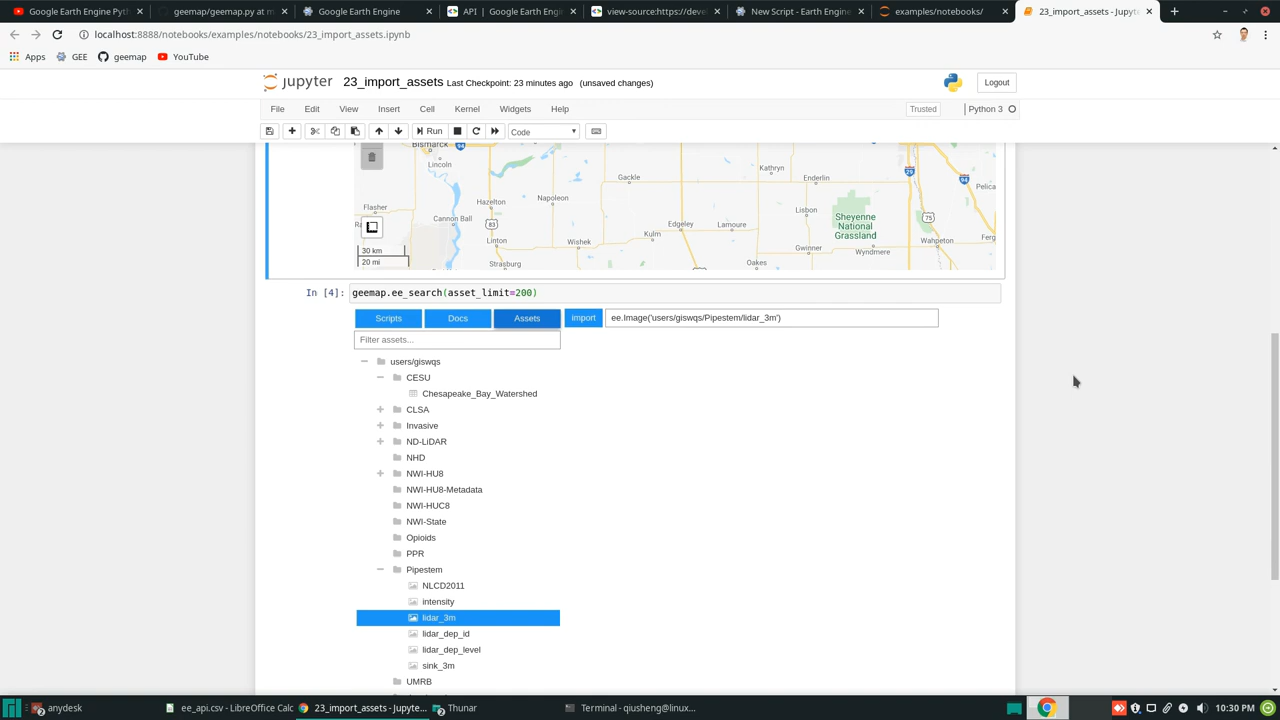 Google Earth Engine Pyth
geemap/geemap.py at m
Google Earth Engine
API | Google Earth Engin
view-source:https://deve
New Script - Earth Engine
examples/notebooks/
23_import_assets - Jupyte
localhost:8888/notebooks/examples/notebooks/23_import_assets.ipynb
Apps GEE geemap YouTube
jupyter 23_import_assets Last Checkpoint: 23 minutes ago (unsaved changes) Logout
File Edit View Insert Cell Kernel Widgets Help Trusted Python 3
Run Code
Bismarck 94
Lincoln
Kathryn
Gackle
Enderlin
29
94
Pelica
Hazelton
Napoleon
Flasher
Lisbon
Sheyenne
National
Grassland
Cannon Ball
83
Edgeley
Lamoure
75
Kulm
Linton
Wishek
Gwinner
Wyndmere
Wahpeton
Ferg
30 km
20 mi
Strasburg
Oakes
In [4]: geemap.ee_search(asset_limit=200)
Scripts Docs Assets import ee.Image('users/giswqs/Pipestem/lidar_3m')
Filter assets...
users/giswqs
CESU
Chesapeake_Bay_Watershed
CLSA
Invasive
ND-LiDAR
NHD
NWI-HU8
NWI-HU8-Metadata
NWI-HUC8
NWI-State
Opioids
PPR
Pipestem
NLCD2011
intensity
lidar_3m
lidar_dep_id
lidar_dep_level
sink_3m
UMRB
anydesk
ee_api.csv - LibreOffice Calc
23_import_assets - Jupyte...
Thunar
Terminal - qiusheng@linux...
10:30 PM